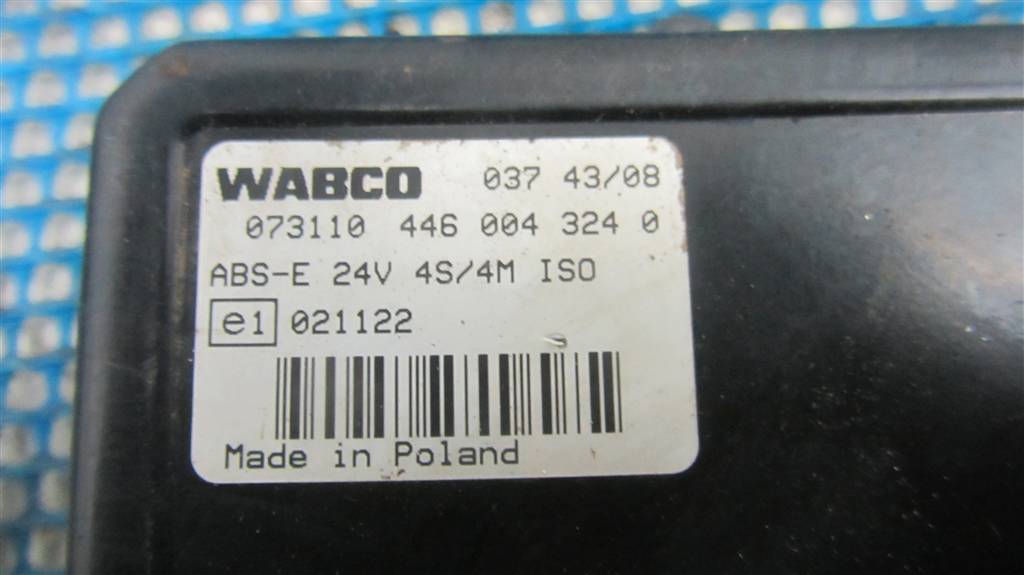 WABCO 037 43/08
073110 446 004 324 0
ABS-E 24V 4S/4M ISO
e1 021122
Made in Poland